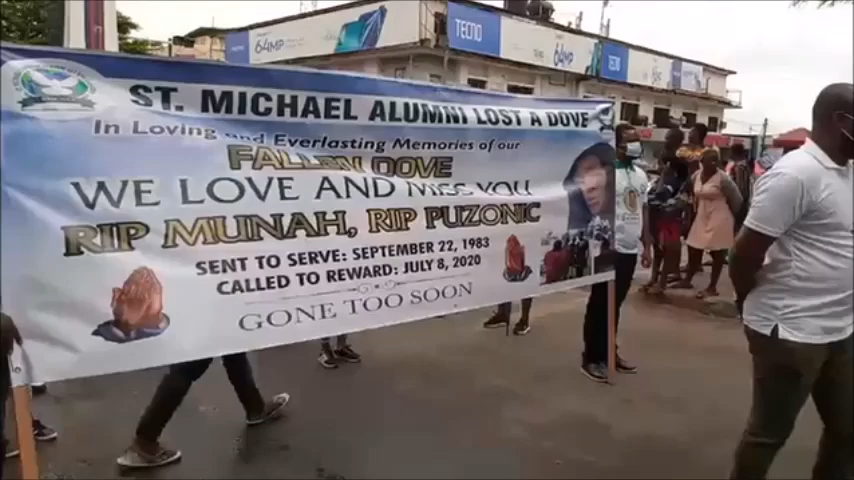 64MP
TECNO
64MP
TECNO
ST. MICHAEL ALUMNI LOST A DOVE
In Loving and Everlasting Memories of our
FALLEN DOVE
WE LOVE AND MISS YOU
RIP MUNAH, RIP PUZONIC
SENT TO SERVE: SEPTEMBER 22, 1983
CALLED TO REWARD: JULY 8, 2020
GONE TOO SOON